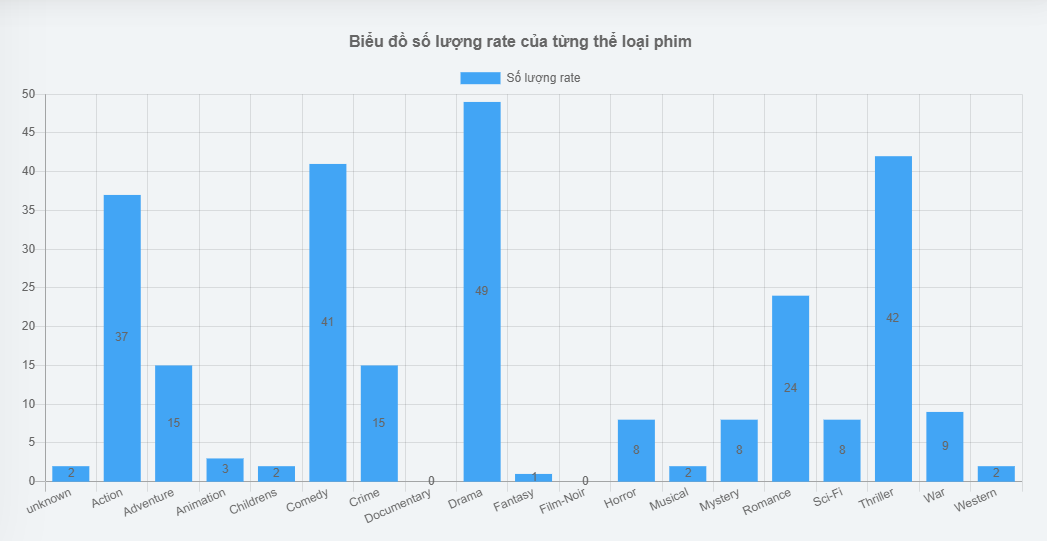 Biểu đồ số lượng rate của từng thể loại phim
Số lượng rate
50
45
40
35
30
25
20
15
10
5
0
2
37
15
3
2
41
15
0
49
1
0
8
2
8
24
8
42
9
2
unknown
Action
Adventure
Animation
Childrens
Comedy
Crime
Documentary
Drama
Fantasy
Film-Noir
Horror
Musical
Mystery
Romance
Sci-Fi
Thriller
War
Western